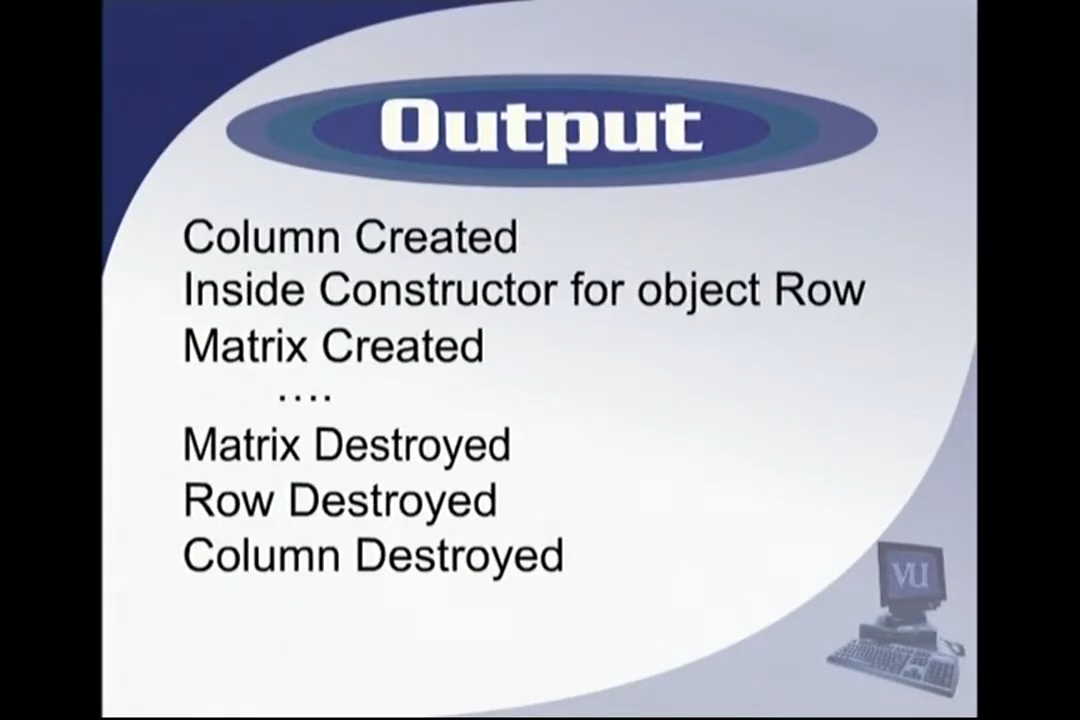 Output
Column Created
Inside Constructor for object Row
Matrix Created
....
Matrix Destroyed
Row Destroyed
Column Destroyed
VU